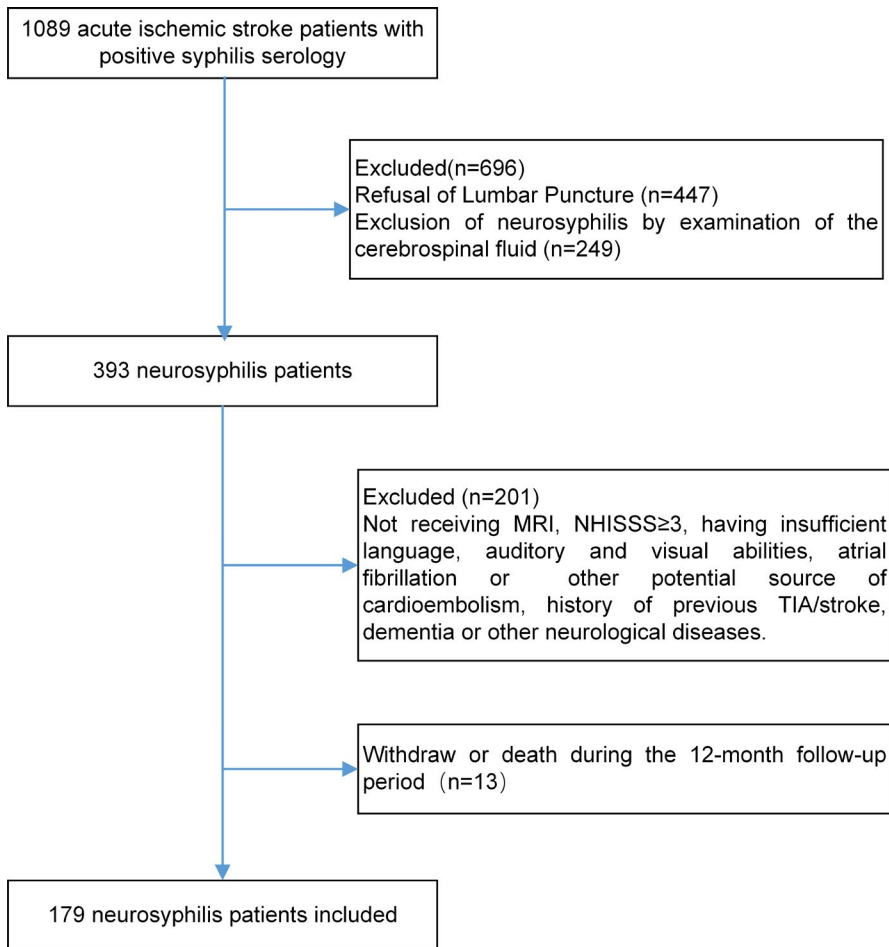 1089 acute ischemic stroke patients with
positive syphilis serology
Excluded(n=696)
Refusal of Lumbar Puncture (n=447)
Exclusion of neurosyphilis by examination of the
cerebrospinal fluid (n=249)
393 neurosyphilis patients
Excluded (n=201)
Not receiving MRI, NHISSS≥3, having insufficient
language, auditory and visual abilities, atrial
fibrillation or other potential source of
cardioembolism, history of previous TIA/stroke,
dementia or other neurological diseases.
Withdraw or death during the 12-month follow-up
period（n=13）
179 neurosyphilis patients included